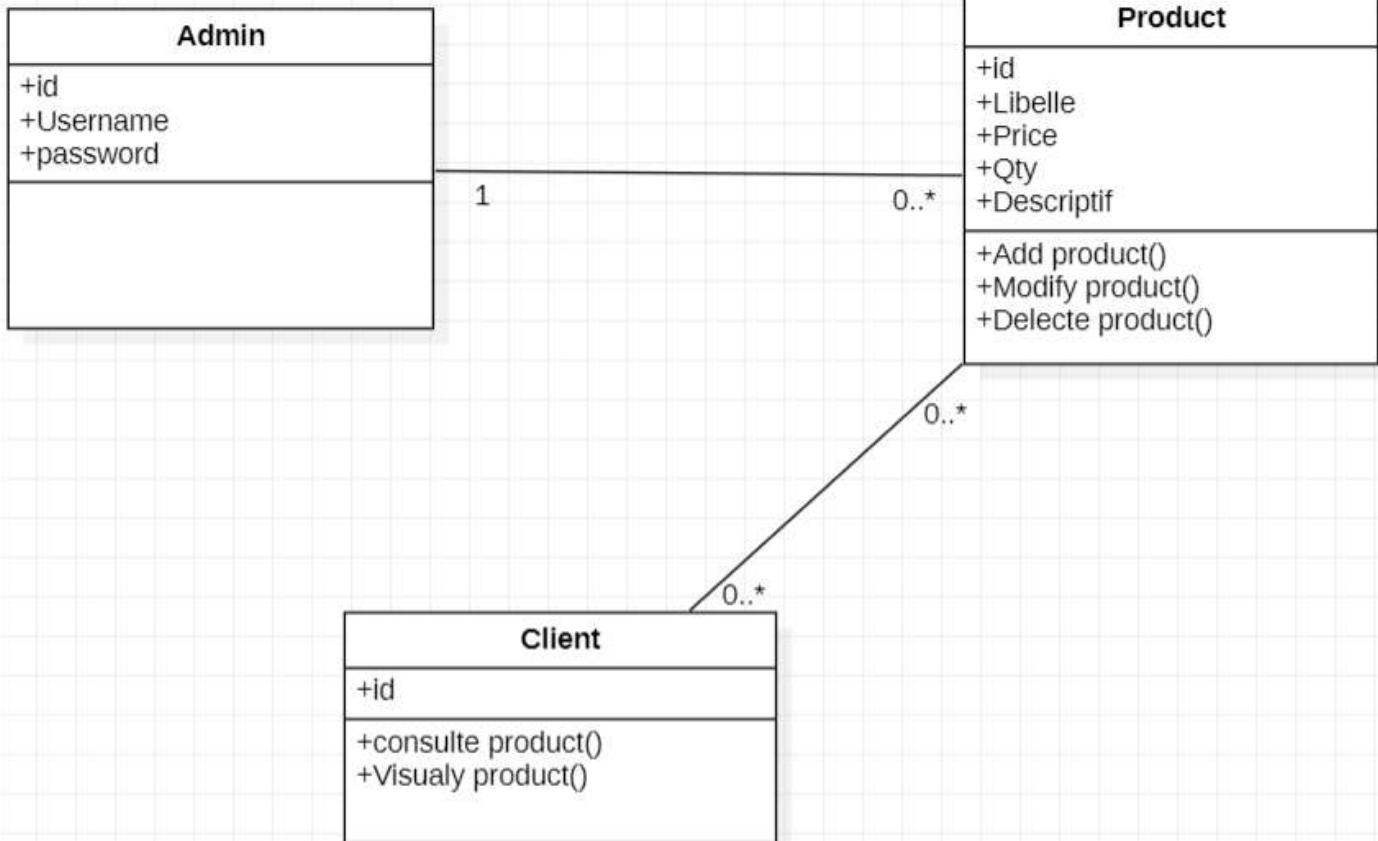 Admin
+id
+Username
+password
1
0..*
Product
+id
+Libelle
+Price
+Qty
+Descriptif
+Add product()
+Modify product()
+Delecte product()
0..*
0..*
Client
+id
+consulte product()
+Visualy product()